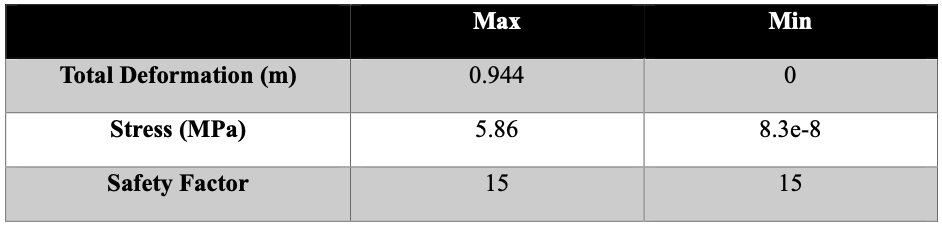 Max Min
Total Deformation (m) 0.944 0
Stress (MPa) 5.86 8.3e-8
Safety Factor 15 15